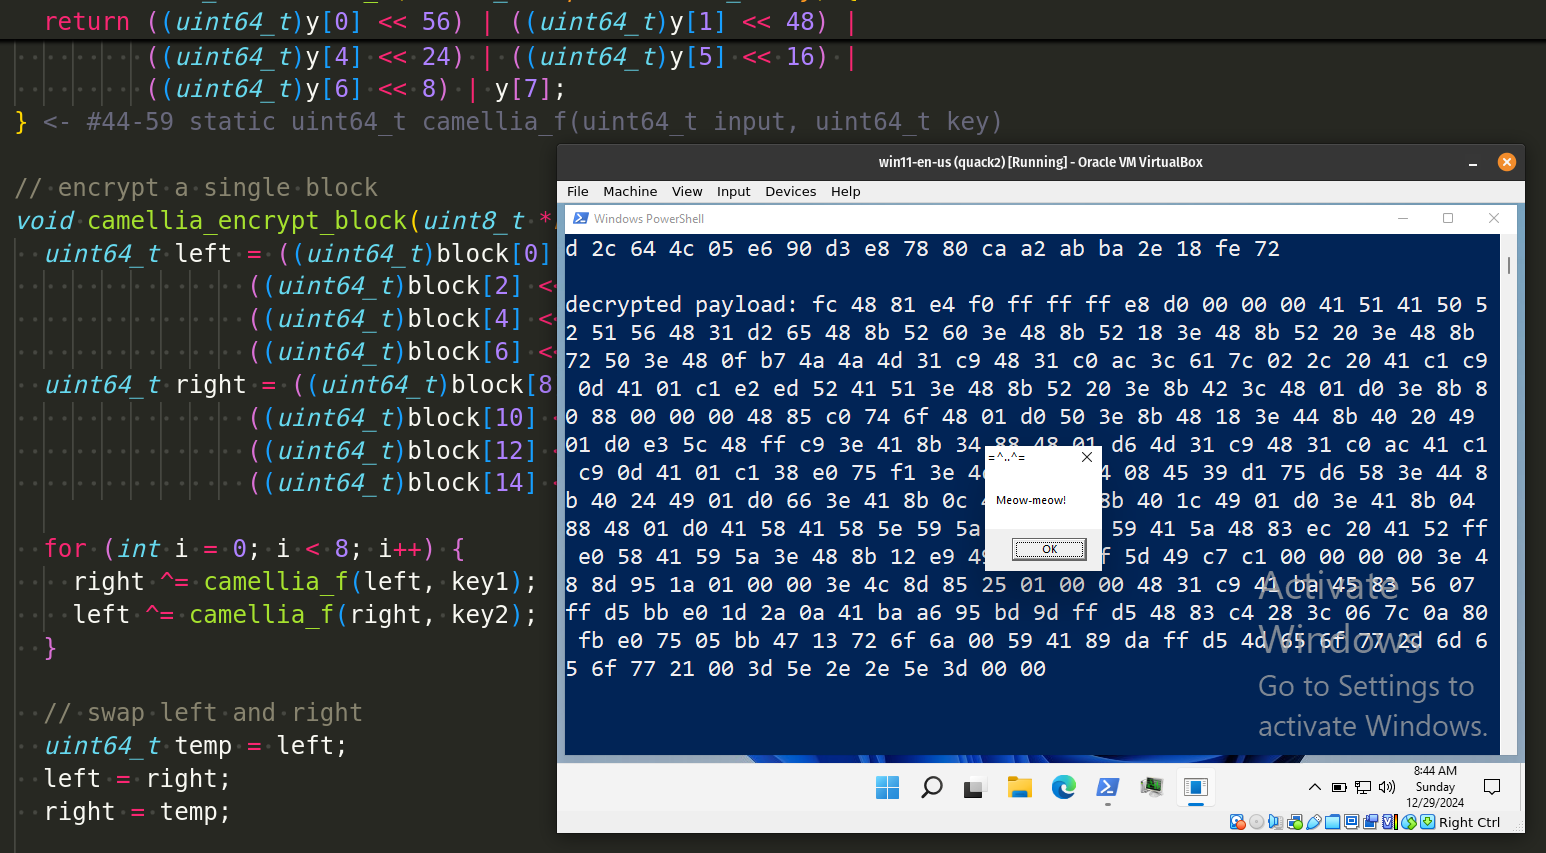 return ((uint64_t)y[0] << 56) | ((uint64_t)y[1] << 48) |
((uint64_t)y[4] << 24) | ((uint64_t)y[5] << 16) |
((uint64_t)y[6] << 8) | y[7];
} <- #44-59 static uint64_t camellia_f(uint64_t input, uint64_t key)
// encrypt a single block
void camellia_encrypt_block(uint8_t *
uint64_t left = ((uint64_t)block[0]
((uint64_t)block[2] <
((uint64_t)block[4] <
((uint64_t)block[6] <
uint64_t right = ((uint64_t)block[8
((uint64_t)block[10]
((uint64_t)block[12]
((uint64_t)block[14]
for (int i = 0; i < 8; i++) {
right ^= camellia_f(left, key1);
left ^= camellia_f(right, key2);
}
// swap left and right
uint64_t temp = left;
left = right;
right = temp;
win11-en-us (quack2) [Running] - Oracle VM VirtualBox
File Machine View Input Devices Help
Windows PowerShell
d 2c 64 4c 05 e6 90 d3 e8 78 80 ca a2 ab ba 2e 18 fe 72
decrypted payload: fc 48 81 e4 f0 ff ff ff e8 d0 00 00 00 41 51 41 50 5
2 51 56 48 31 d2 65 48 8b 52 60 3e 48 8b 52 18 3e 48 8b 52 20 3e 48 8b
72 50 3e 48 0f b7 4a 4a 4d 31 c9 48 31 c0 ac 3c 61 7c 02 2c 20 41 c1 c9
0d 41 01 c1 e2 ed 52 41 51 3e 48 8b 52 20 3e 8b 42 3c 48 01 d0 3e 8b 8
0 88 00 00 00 48 85 c0 74 6f 48 01 d0 50 3e 8b 48 18 3e 44 8b 40 20 49
01 d0 e3 5c 48 ff c9 3e 41 8b 34 88 48 01 d6 4d 31 c9 48 31 c0 ac 41 c1
c9 0d 41 01 c1 38 e0 75 f1 3e 4 08 45 39 d1 75 d6 58 3e 44 8
b 40 24 49 01 d0 66 3e 41 8b 0c 8b 40 1c 49 01 d0 3e 41 8b 04
88 48 01 d0 41 58 41 58 5e 59 5a 59 41 5a 48 83 ec 20 41 52 ff
e0 58 41 59 5a 3e 48 8b 12 e9 49 f 5d 49 c7 c1 00 00 00 00 3e 4
8 8d 95 1a 01 00 00 3e 4c 8d 85 25 01 00 00 48 31 c9 41 ba 45 83 56 07
ff d5 bb e0 1d 2a 0a 41 ba a6 95 bd 9d ff d5 48 83 c4 28 3c 06 7c 0a 80
fb e0 75 05 bb 47 13 72 6f 6a 00 59 41 89 da ff d5 4d 65 6f 77 2d 6d 6
5 6f 77 21 00 3d 5e 2e 2e 5e 3d 00 00
=^..^=
Meow-meow!
OK
Activate
Windows
Go to Settings to
activate Windows.
8:44 AM
Sunday
12/29/2024
Right Ctrl